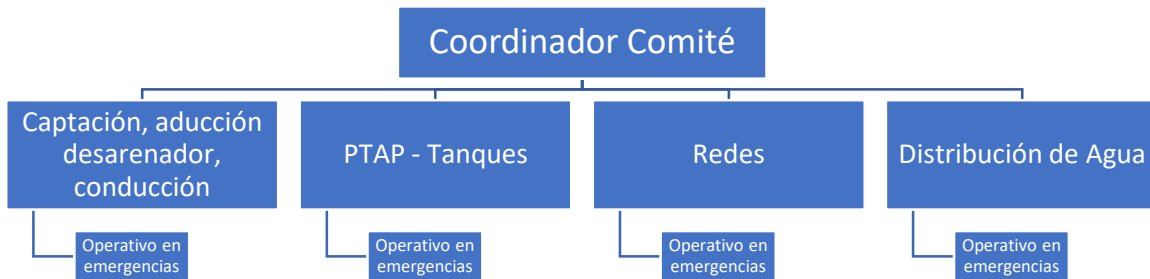 Coordinador Comité
Captación, aducción
desarenador,
conducción
PTAP - Tanques
Redes
Distribución de Agua
Operativo en
emergencias
Operativo en
emergencias
Operativo en
emergencias
Operativo en
emergencias